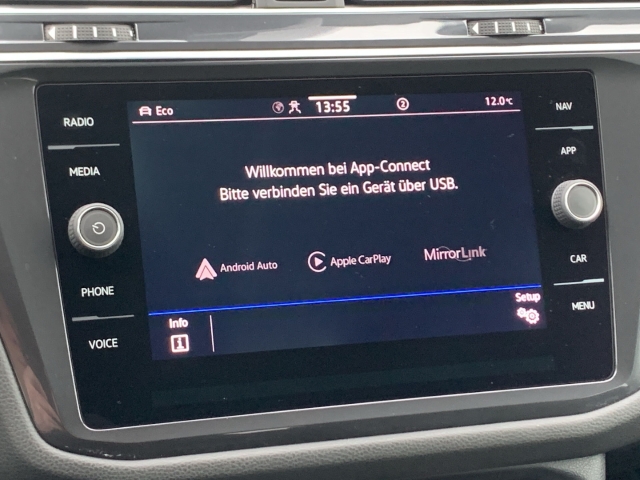 RADIO
MEDIA
PHONE
VOICE
Eco
13:55
2
12.0°C
Willkommen bei App-Connect
Bitte verbinden Sie ein Gerät über USB.
Android Auto
Apple CarPlay
MirrorLink
Info
Setup
NAV
APP
CAR
MENU